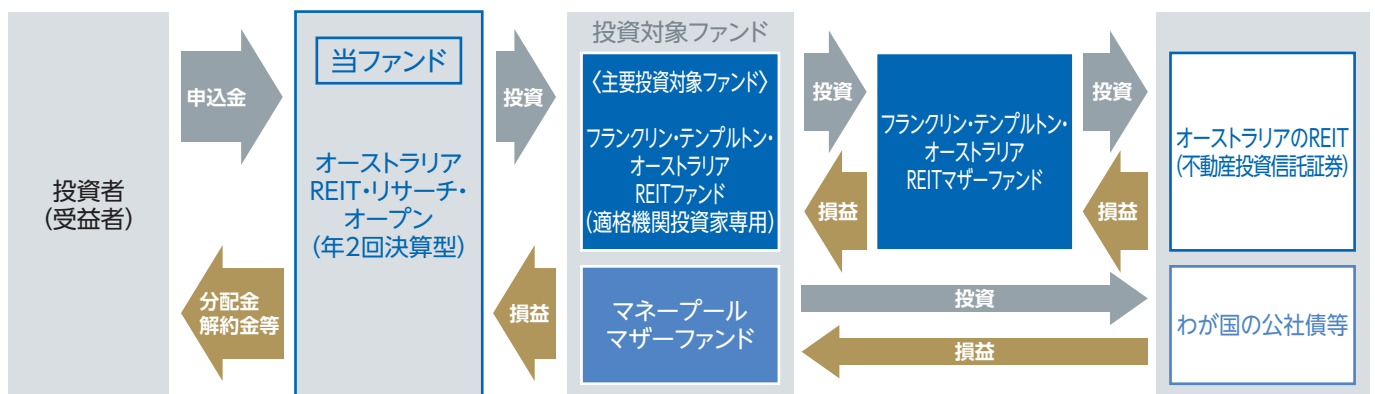 投資者
(受益者)
申込金
分配金
解約金等
当ファンド
オーストラリア
REIT・リサーチ・
オープン
(年2回決算型)
投資
損益
投資対象ファンド
〈主要投資対象ファンド〉
フランクリン・テンプルトン・
オーストラリア
REITファンド
(適格機関投資家専用)
マネープール
マザーファンド
投資
損益
フランクリン・テンプルトン・
オーストラリア
REITマザーファンド
投資
損益
投資
損益
オーストラリアのREIT
(不動産投資信託証券)
わが国の公社債等